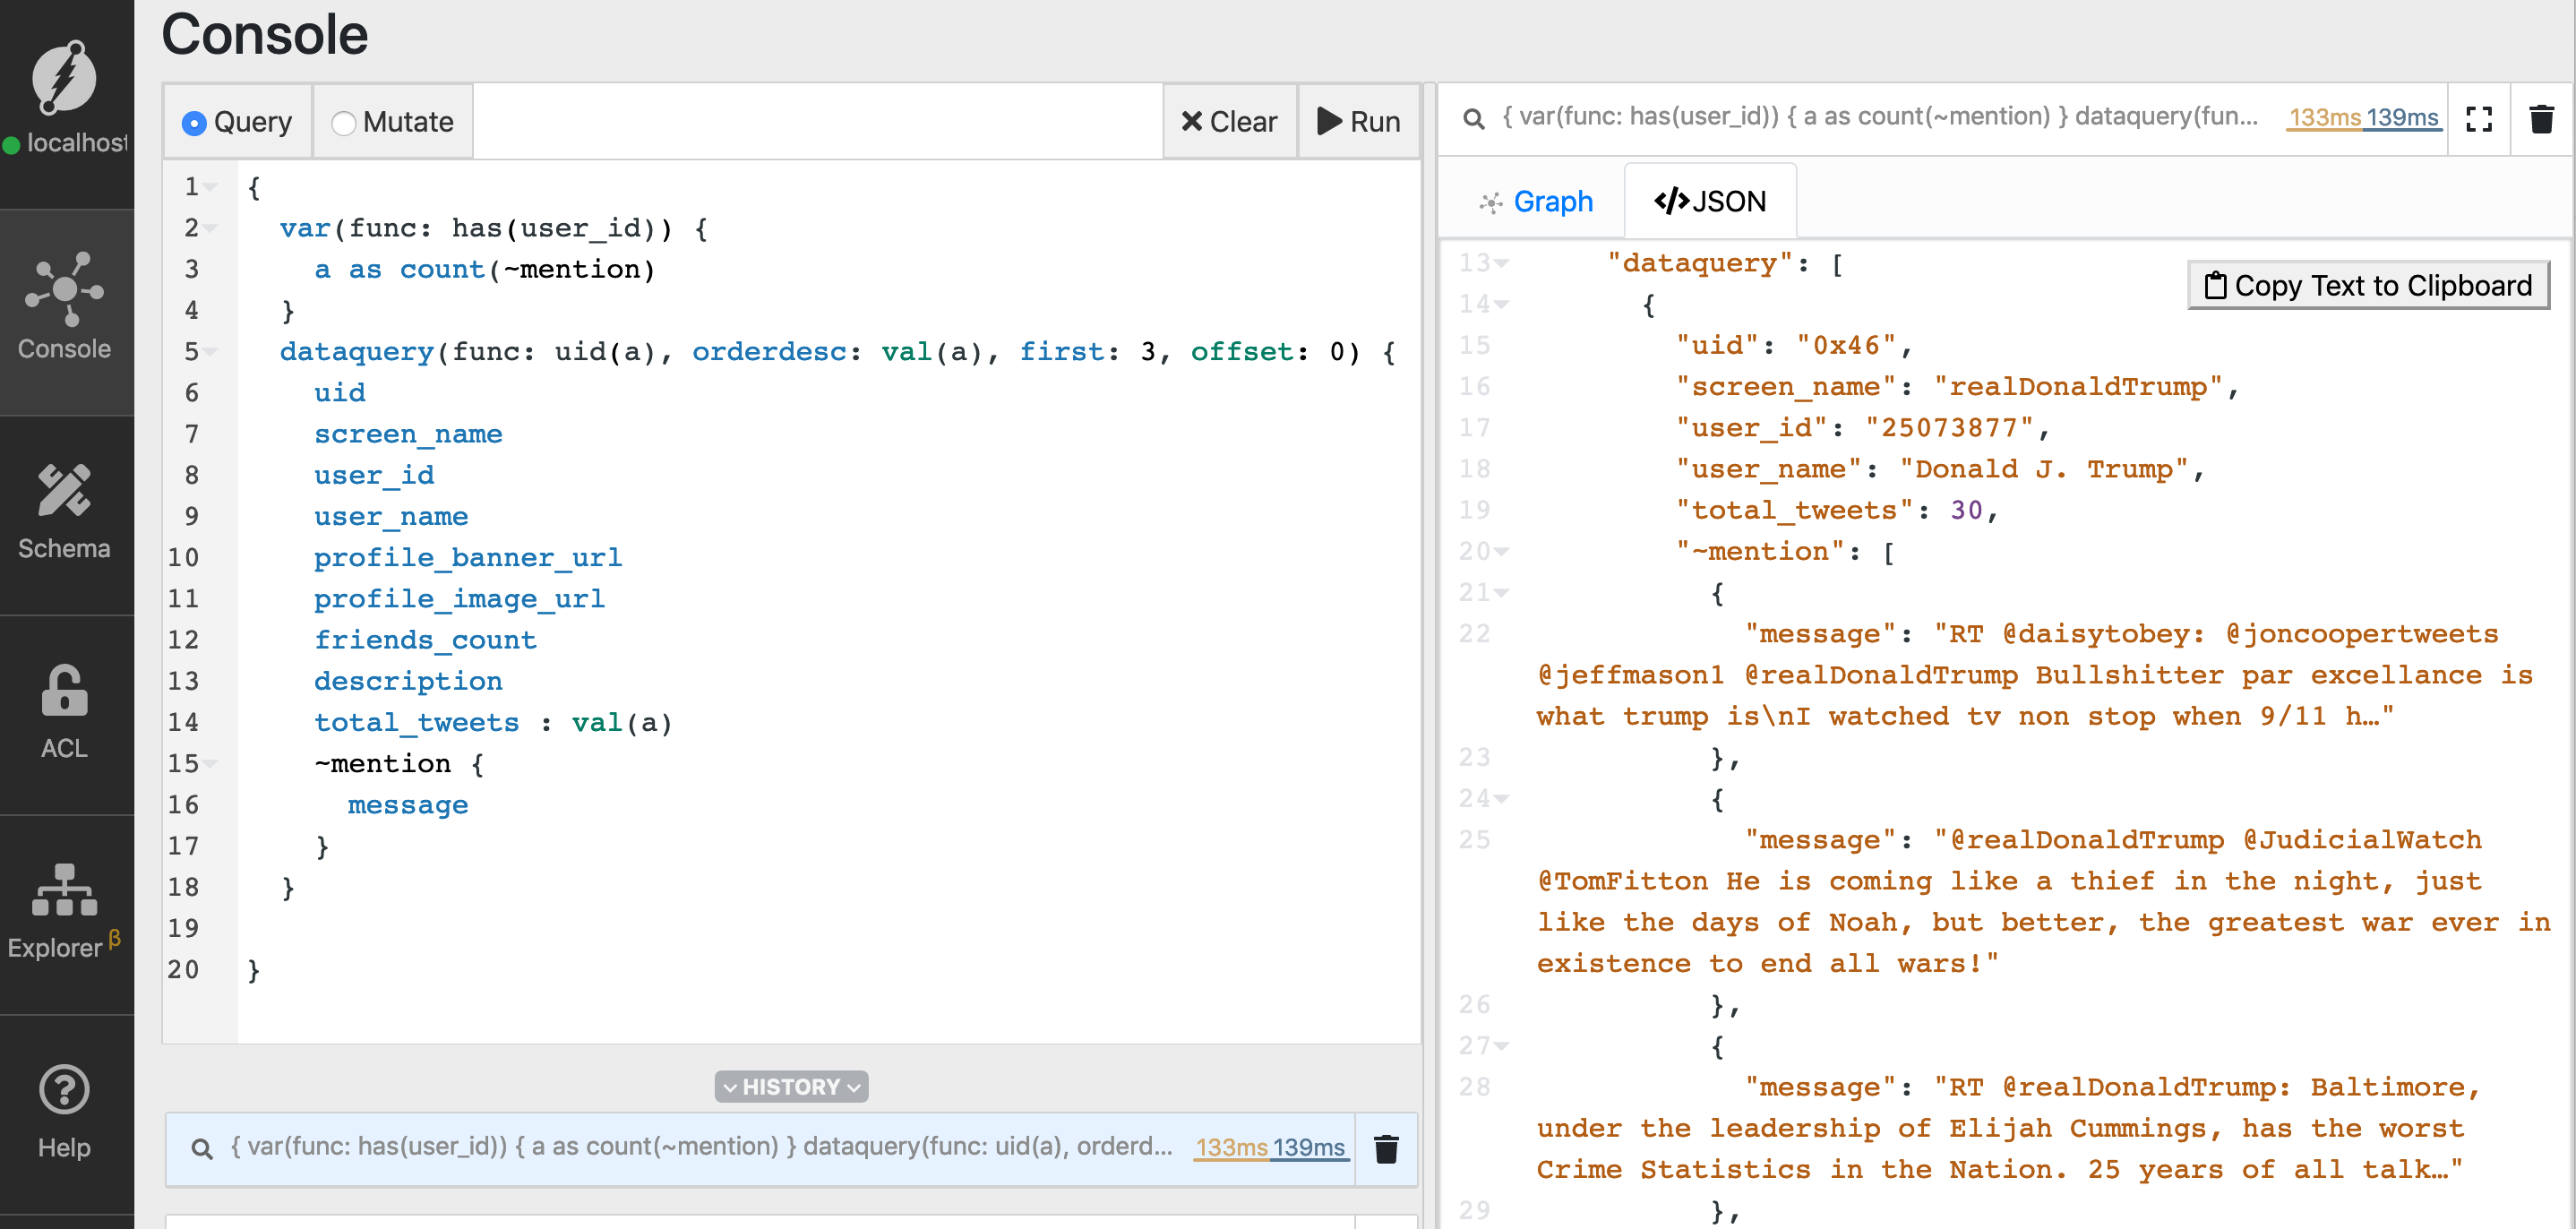 Console
localhost
Console
Schema
ACL
Explorer β
Help
Query
Mutate
Clear
Run
1 {
2 var(func: has(user_id)) {
3 a as count(~mention)
4 }
5 dataquery(func: uid(a), orderdesc: val(a), first: 3, offset: 0) {
6 uid
7 screen_name
8 user_id
9 user_name
10 profile_banner_url
11 profile_image_url
12 friends_count
13 description
14 total_tweets : val(a)
15 ~mention {
16 message
17 }
18 }
19
20 }
HISTORY
{ var(func: has(user_id)) { a as count(~mention) } dataquery(func: uid(a), orderd... 133ms 139ms
{ var(func: has(user_id)) { a as count(~mention) } dataquery(fun... 133ms 139ms
Graph
</>JSON
Copy Text to Clipboard
13 "dataquery": [
14 {
15 "uid": "0x46",
16 "screen_name": "realDonaldTrump",
17 "user_id": "25073877",
18 "user_name": "Donald J. Trump",
19 "total_tweets": 30,
20 "~mention": [
21 {
22 "message": "RT @daisytobey: @joncoopertweets
@jeffmason1 @realDonaldTrump Bullshitter par excellance is
what trump is\nI watched tv non stop when 9/11 h…"
23 },
24 {
25 "message": "@realDonaldTrump @JudicialWatch
@TomFitton He is coming like a thief in the night, just
like the days of Noah, but better, the greatest war ever in
existence to end all wars!"
26 },
27 {
28 "message": "RT @realDonaldTrump: Baltimore,
under the leadership of Elijah Cummings, has the worst
Crime Statistics in the Nation. 25 years of all talk…"
29 },